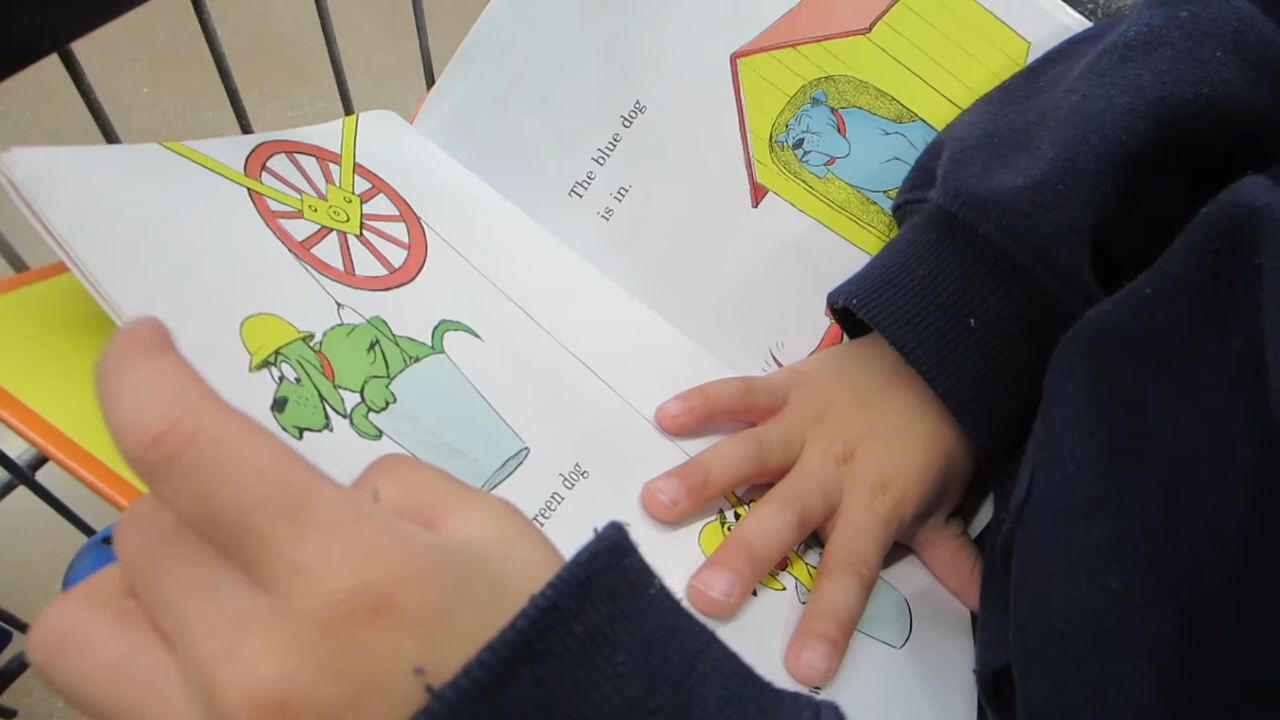 reen dog
The blue dog
is in.